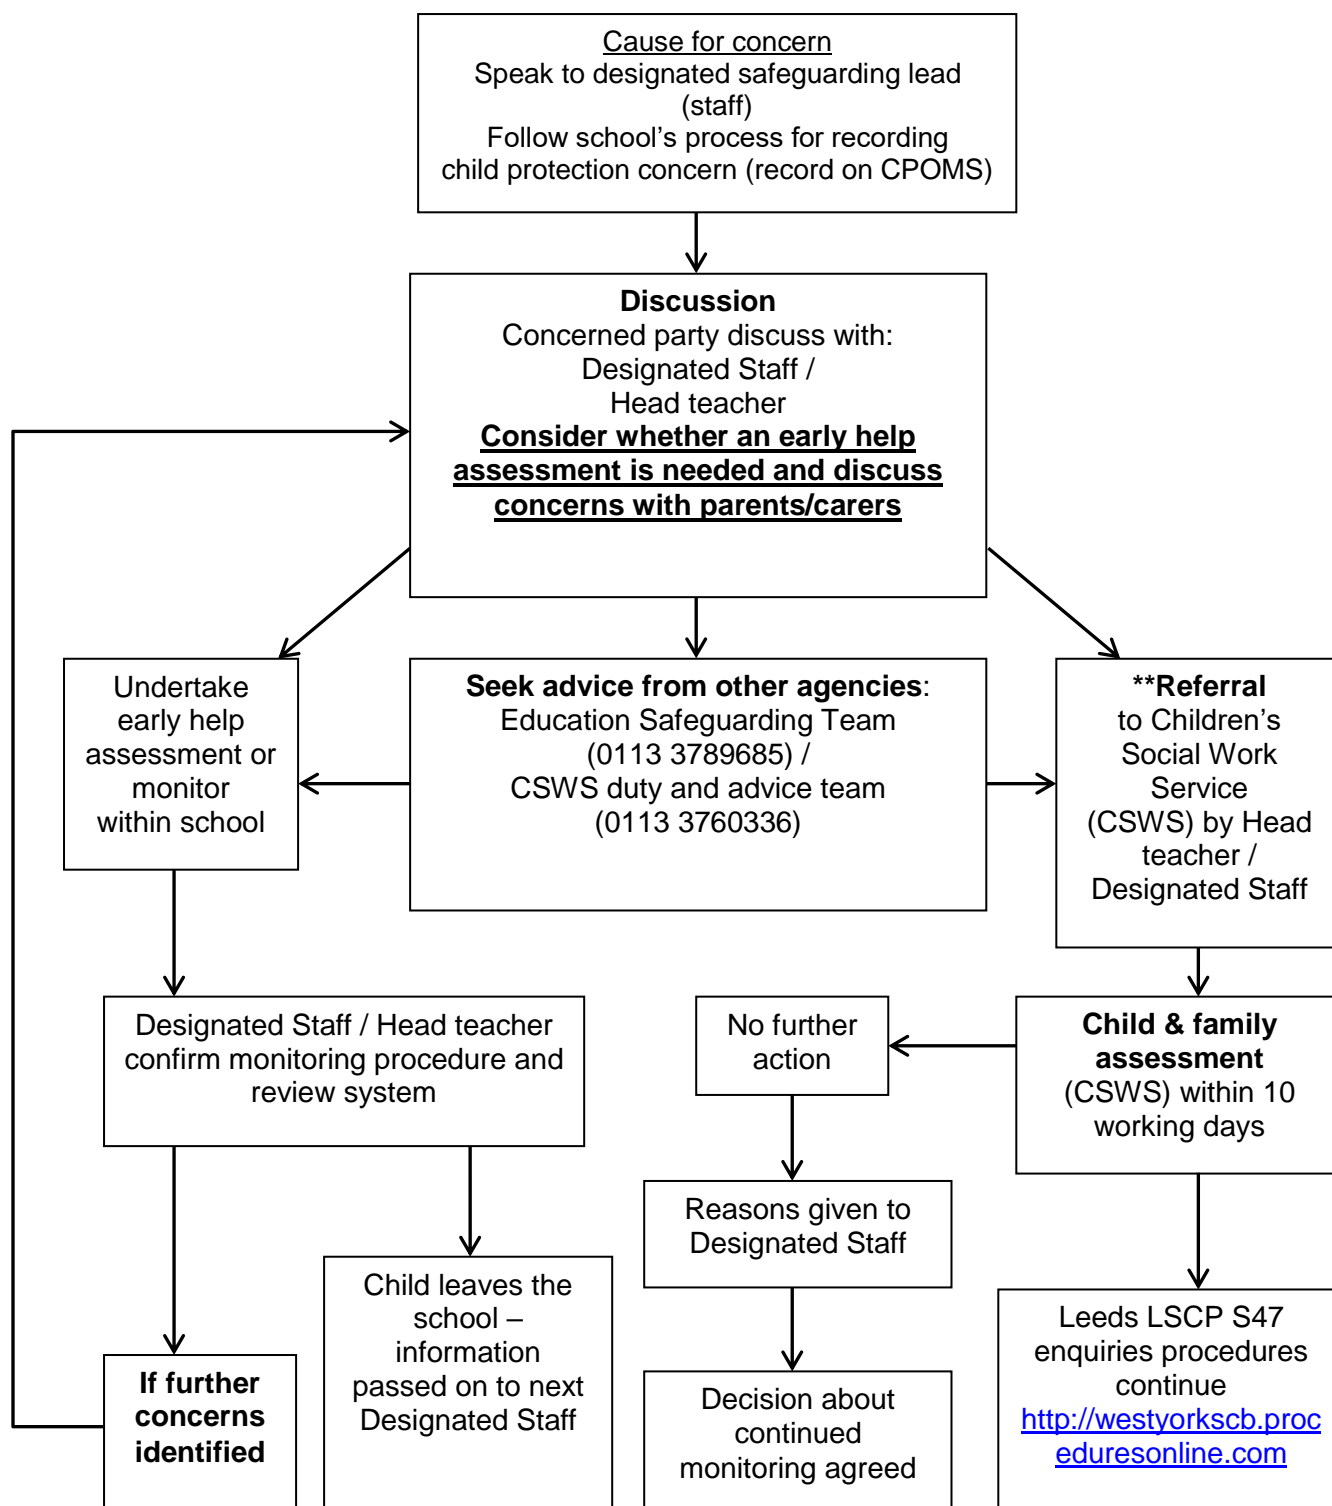 Cause for concern
Speak to designated safeguarding lead
(staff)
Follow school’s process for recording
child protection concern (record on CPOMS)
Discussion
Concerned party discuss with:
Designated Staff /
Head teacher
Consider whether an early help
assessment is needed and discuss
concerns with parents/carers
Undertake
early help
assessment or
monitor
within school
Seek advice from other agencies:
Education Safeguarding Team
(0113 3789685) /
CSWS duty and advice team
(0113 3760336)
**Referral
to Children’s
Social Work
Service
(CSWS) by Head
teacher /
Designated Staff
Designated Staff / Head teacher
confirm monitoring procedure and
review system
No further
action
Child & family
assessment
(CSWS) within 10
working days
Reasons given to
Designated Staff
Child leaves the
school –
information
passed on to next
Designated Staff
Leeds LSCP S47
enquiries procedures
continue
http://westyorkscb.proc
eduresonline.com
If further
concerns
identified
Decision about
continued
monitoring agreed